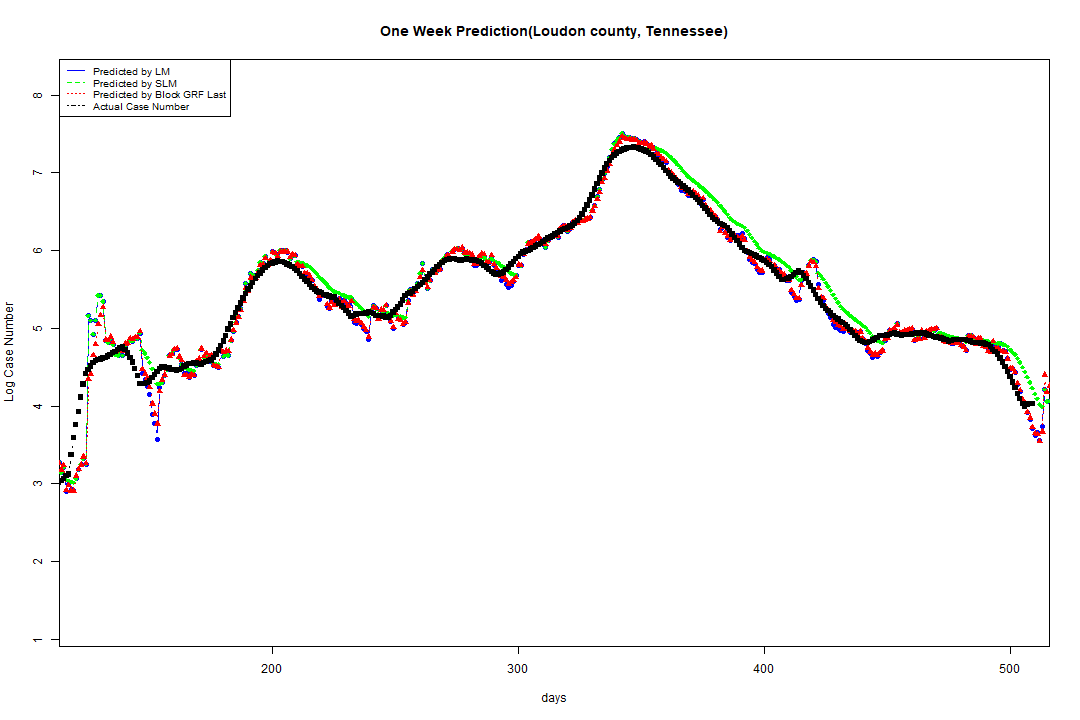 One Week Prediction(Loudon county, Tennessee)
Predicted by LM
Predicted by SLM
Predicted by Block GRF Last
Actual Case Number
8
7
6
5
4
3
2
1
Log Case Number
200 300 400 500
days